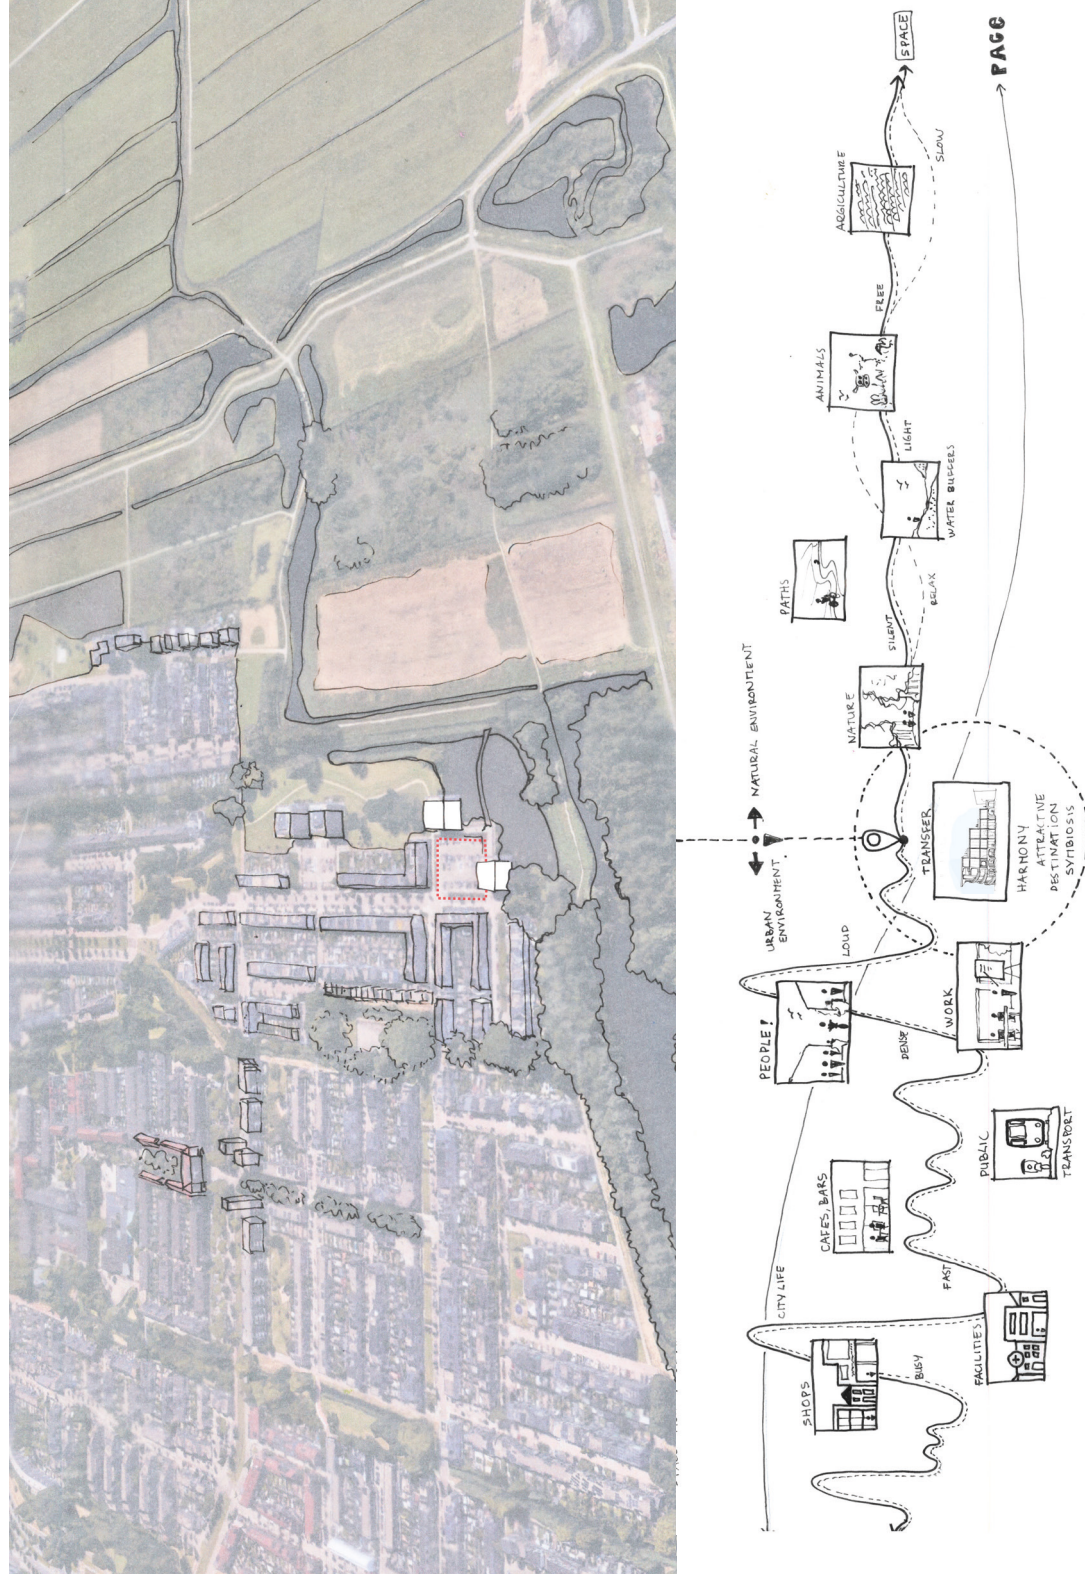 SHOPS
BUSY
FACILITIES
CITY LIFE
FAST
CAFES, BARS
PUBLIC
TRANSPORT
DENSE
WORK
PEOPLE!
LOUD
URBAN
ENVIRONMENT.
NATURAL ENVIRONMENT
TRANSFER
HARMONY
ATTRACTIVE
DESTINATION
SYMBIOSIS
NATURE
SILENT
RELAX
PATHS
WATER BUFFERS
LIGHT
ANIMALS
FREE
ARGICULTURE
SLOW
SPACE
PACE